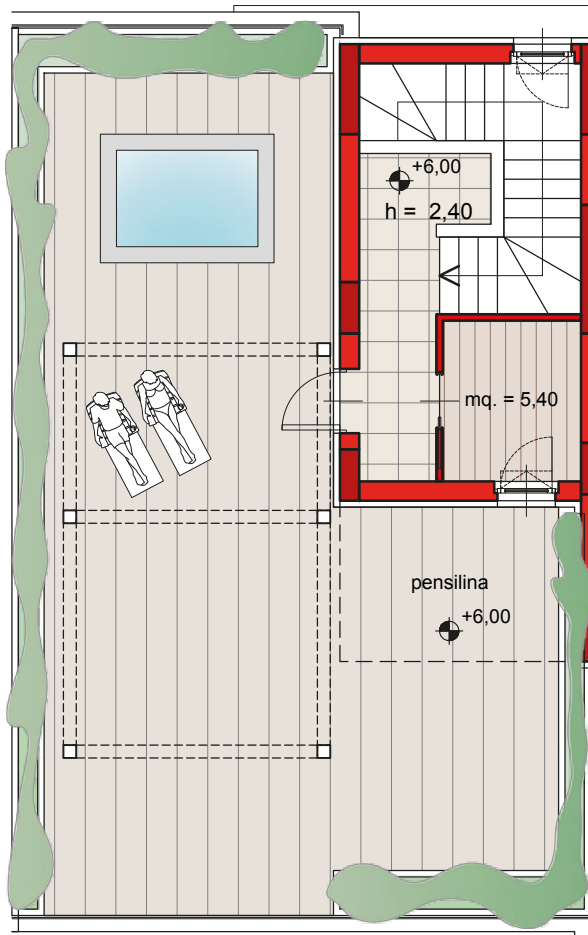 +6,00
h = 2,40
mq. = 5,40
pensilina
+6,00